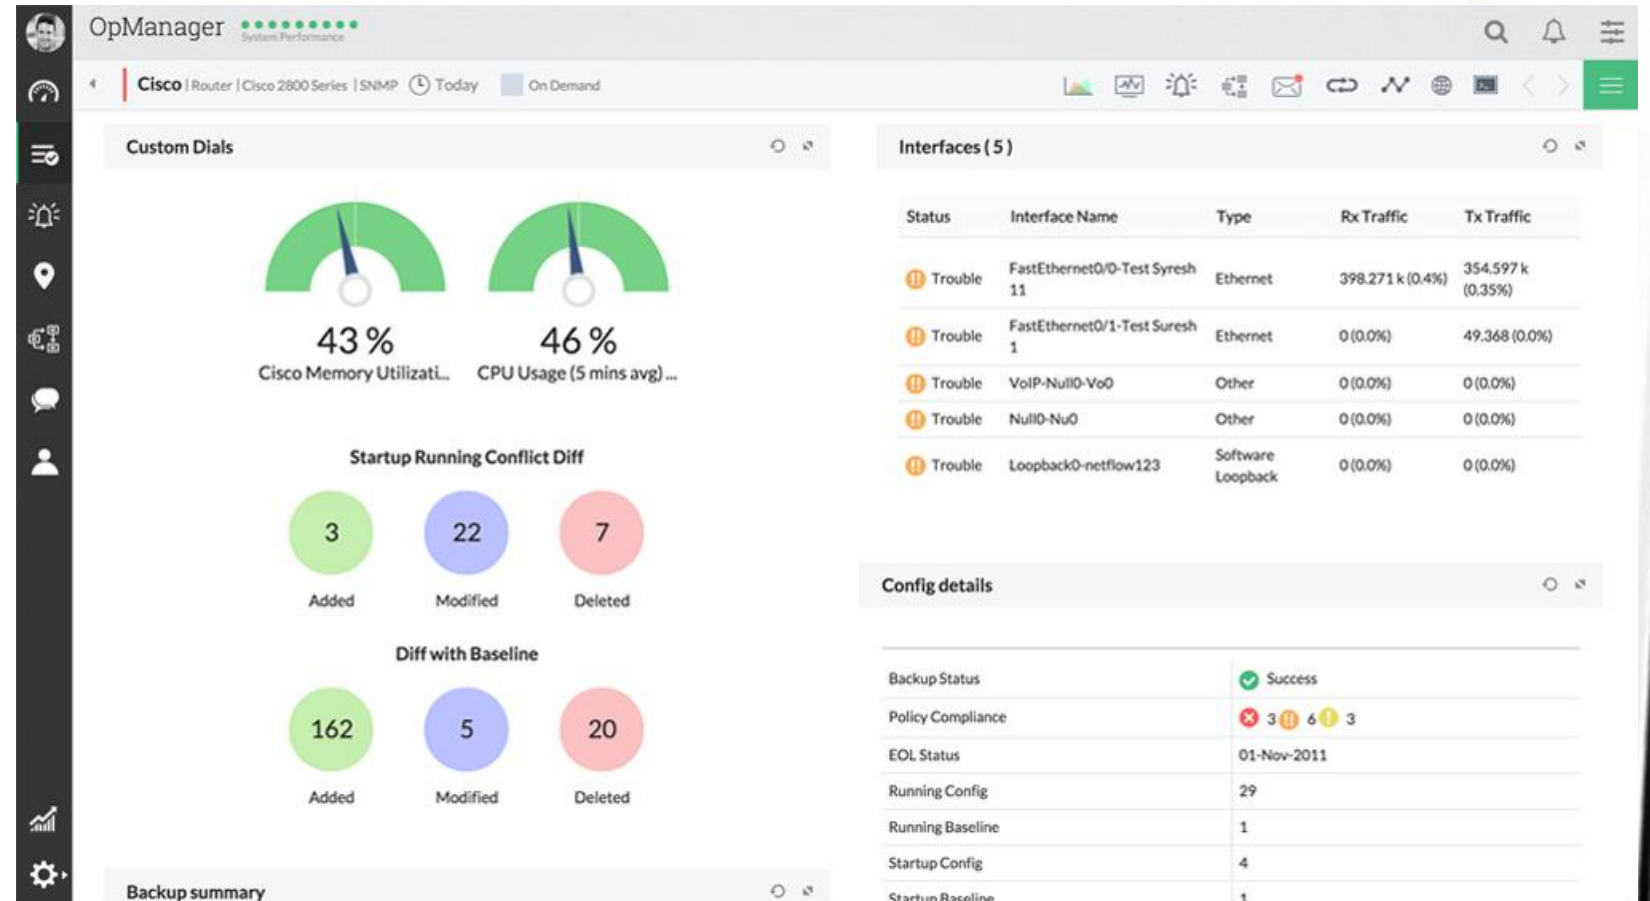 OpManager
System Performance
Cisco | Router | Cisco 2800 Series | SNMP Today On Demand
Custom Dials
43 %
Cisco Memory Utilizati...
46 %
CPU Usage (5 mins avg) ...
Startup Running Conflict Diff
3 22 7
Added Modified Deleted
Diff with Baseline
162 5 20
Added Modified Deleted
Backup summary
Interfaces ( 5 )
Status Interface Name Type Rx Traffic Tx Traffic
Trouble FastEthernet0/0-Test Syresh 11 Ethernet 398.271 k (0.4%) 354.597 k (0.35%)
Trouble FastEthernet0/1-Test Suresh 1 Ethernet 0 (0.0%) 49.368 (0.0%)
Trouble VoIP-Null0-Vo0 Other 0 (0.0%) 0 (0.0%)
Trouble Null0-Nu0 Other 0 (0.0%) 0 (0.0%)
Trouble Loopback0-netflow123 Software Loopback 0 (0.0%) 0 (0.0%)
Config details
Backup Status Success
Policy Compliance 3 6 3
EOL Status 01-Nov-2011
Running Config 29
Running Baseline 1
Startup Config 4
Startup Baseline 1